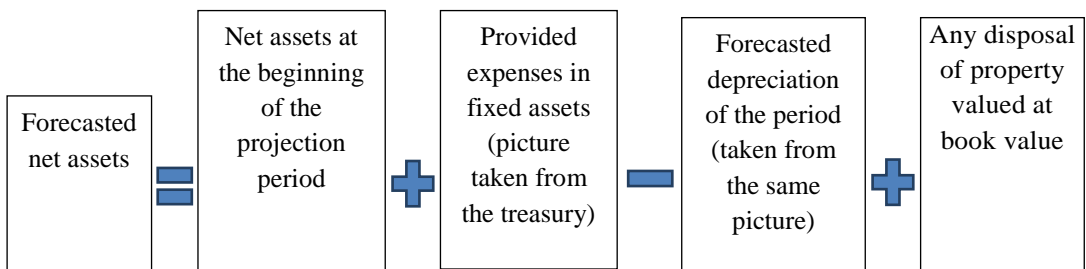 Forecasted
net assets
Net assets at
the beginning
of the
projection
period
Provided
expenses in
fixed assets
(picture
taken from
the treasury)
Forecasted
depreciation
of the period
(taken from
the same
picture)
Any disposal
of property
valued at
book value